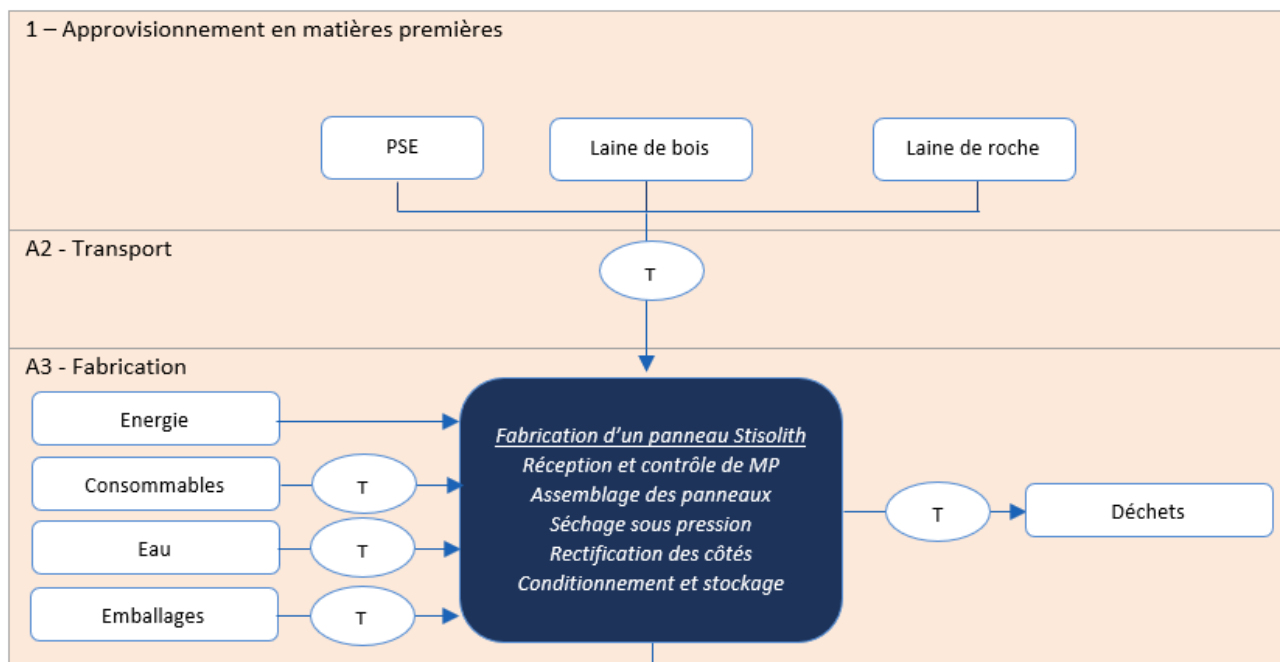 1 – Approvisionnement en matières premières
PSE
Laine de bois
Laine de roche
A2 - Transport
T
A3 - Fabrication
Energie
Consommables
T
Eau
T
Emballages
T
Fabrication d’un panneau Stisolith
Réception et contrôle de MP
Assemblage des panneaux
Séchage sous pression
Rectification des côtés
Conditionnement et stockage
T
Déchets